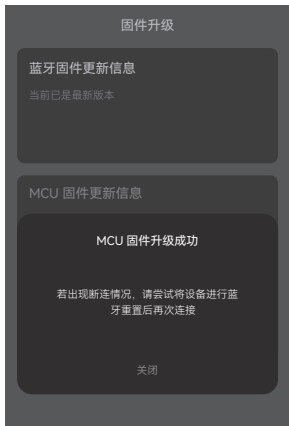 固件升级
蓝牙固件更新信息
当前已是最新版本
MCU 固件更新信息
MCU 固件升级成功
若出现断连情况，请尝试将设备进行蓝
牙重置后再次连接
关闭